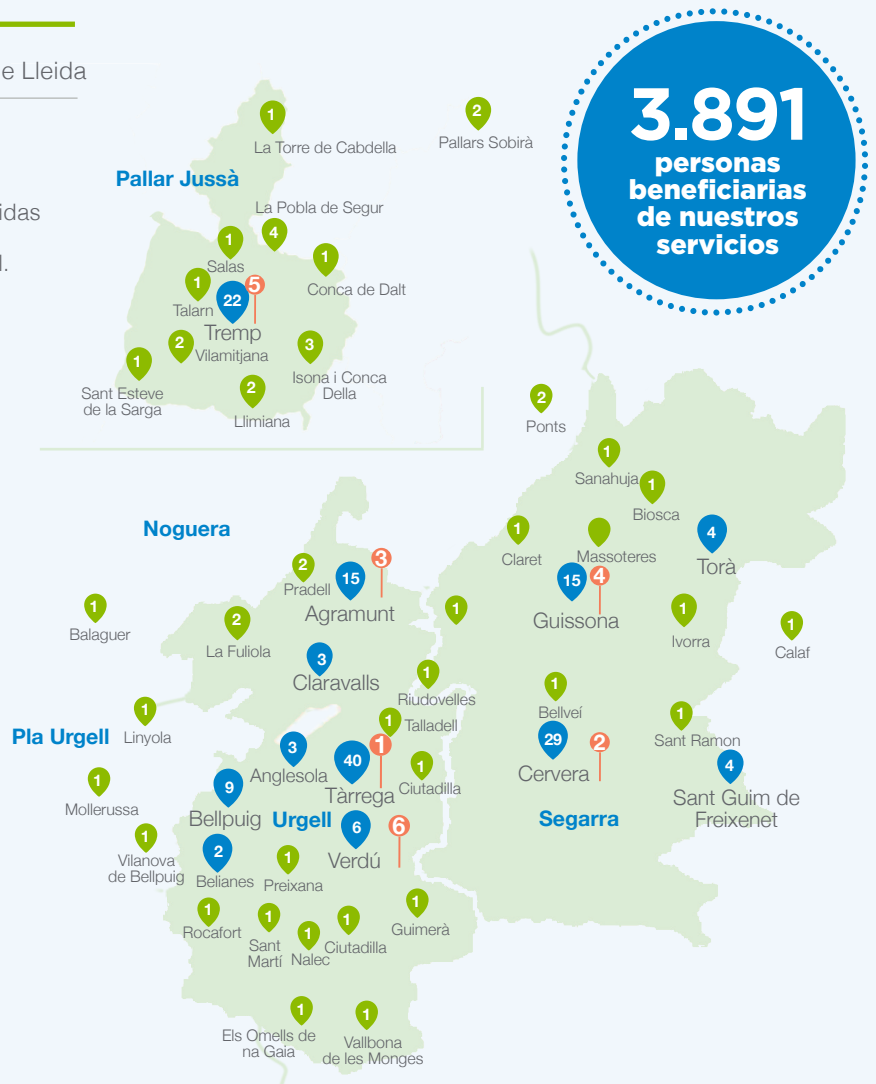 e Lleida
idas
l.
3.891
personas
beneficiarias
de nuestros
servicios
1
La Torre de Cabdella
2
Pallars Sobirà
Pallar Jussà
La Pobla de Segur
4
1
Salas
1
Conca de Dalt
1
Talarn
22
5
Tremp
2
Vilamitjana
3
Isona i Conca
Della
1
Sant Esteve
de la Sarga
2
Llimiana
2
Ponts
1
Sanahuja
1
Biosca
Noguera
1
Claret
Massoteres
4
Torà
2
Pradell
15
3
Agramunt
15
4
Guissona
1
Balaguer
2
La Fuliola
1
1
Ivorra
1
Calaf
3
Claravalls
1
Riudovelles
1
Bellveí
Pla Urgell
1
Linyola
1
Talladell
1
Sant Ramon
3
Anglesola
40
1
Tàrrega
1
Ciutadilla
29
2
Cervera
4
Sant Guim de
Freixenet
1
Mollerussa
9
Bellpuig
Urgell
6
Verdú
6
Segarra
1
Vilanova
de Bellpuig
2
Belianes
1
Preixana
1
Rocafort
1
Sant
Martí
1
Nalec
1
Ciutadilla
1
Guimerà
1
Els Omells de
na Gaia
1
Vallbona
de les Monges